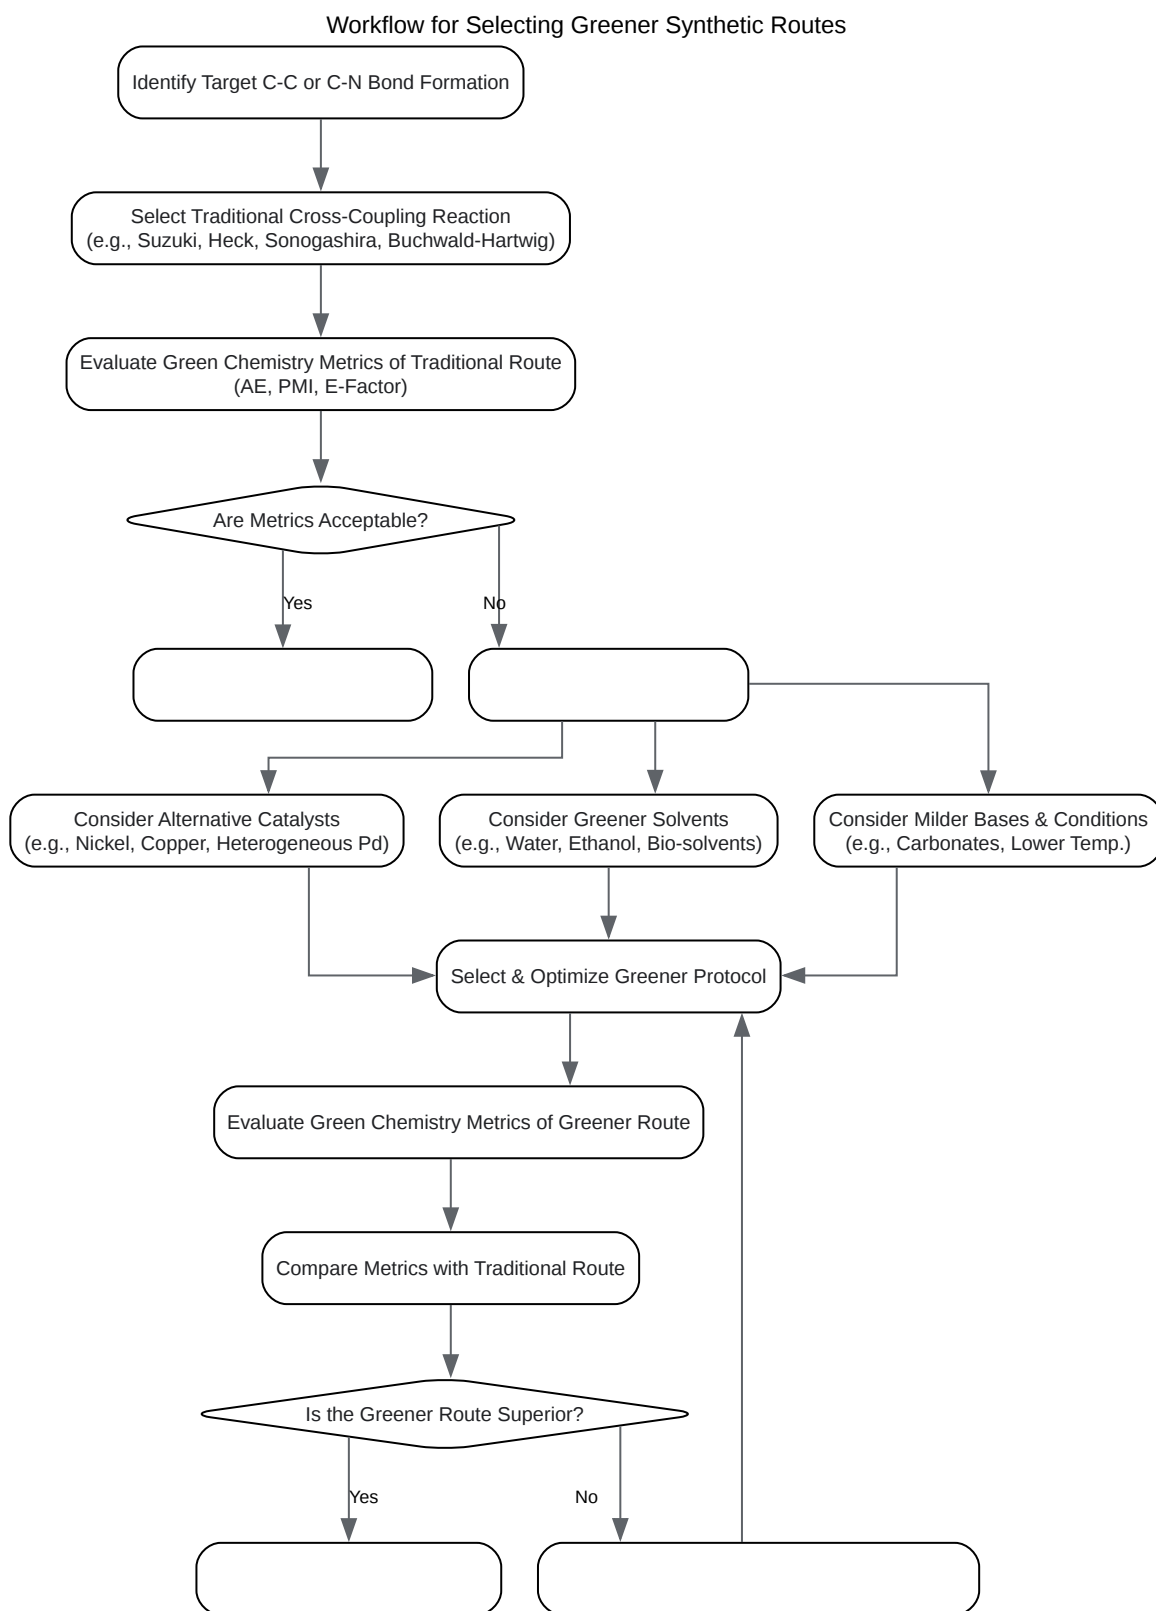 Workflow for Selecting Greener Synthetic Routes
Identify Target C-C or C-N Bond Formation
Select Traditional Cross-Coupling Reaction
(e.g., Suzuki, Heck, Sonogashira, Buchwald-Hartwig)
Evaluate Green Chemistry Metrics of Traditional Route
(AE, PMI, E-Factor)
Are Metrics Acceptable?
Yes
No
Consider Alternative Catalysts
(e.g., Nickel, Copper, Heterogeneous Pd)
Consider Greener Solvents
(e.g., Water, Ethanol, Bio-solvents)
Consider Milder Bases & Conditions
(e.g., Carbonates, Lower Temp.)
Select & Optimize Greener Protocol
Evaluate Green Chemistry Metrics of Greener Route
Compare Metrics with Traditional Route
Is the Greener Route Superior?
Yes
No